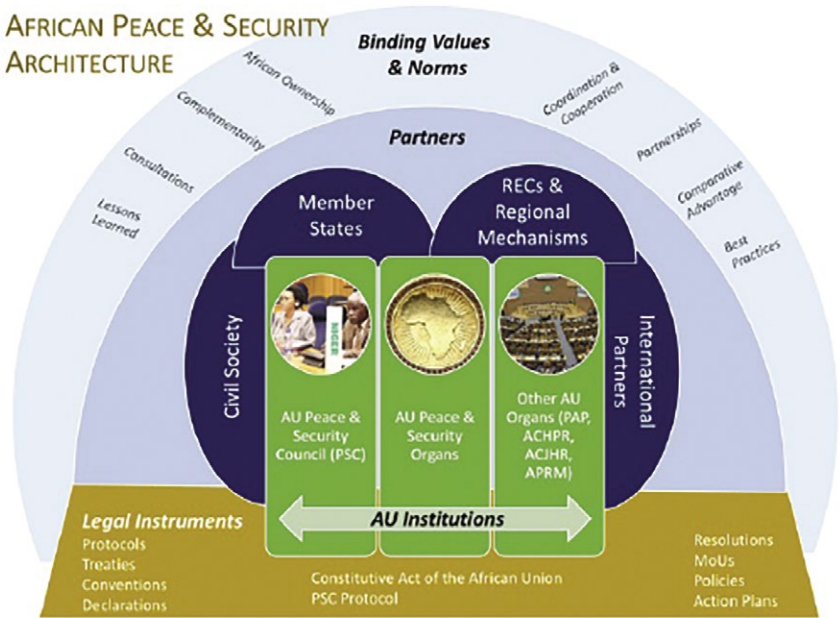 AFRICAN PEACE & SECURITY
ARCHITECTURE
Binding Values
& Norms
African Ownership
Complementarity
Consultations
Lessons
Learned
Coordination &
Cooperation
Partnerships
Comparative
Advantage
Best
Practices
Partners
Member
States
RECs &
Regional
Mechanisms
Civil Society
International
Partners
NIGER
AU Peace &
Security
Council (PSC)
AU Peace &
Security
Organs
Other AU
Organs (PAP,
ACHPR,
ACJHR,
APRM)
AU Institutions
Legal Instruments
Protocols
Treaties
Conventions
Declarations
Constitutive Act of the African Union
PSC Protocol
Resolutions
MoUs
Policies
Action Plans